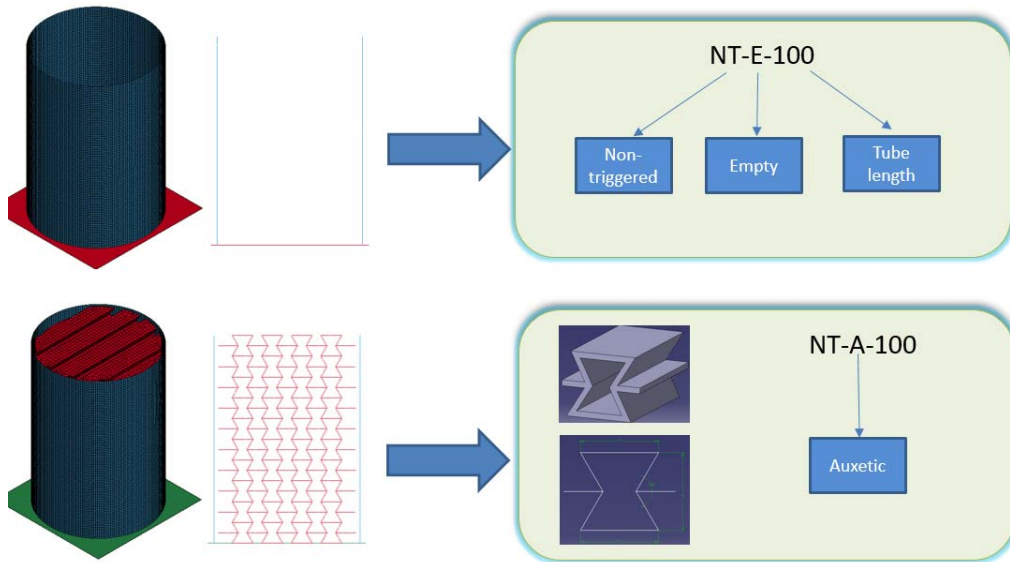 NT-E-100
Non-
triggered
Empty
Tube
length
NT-A-100
Auxetic